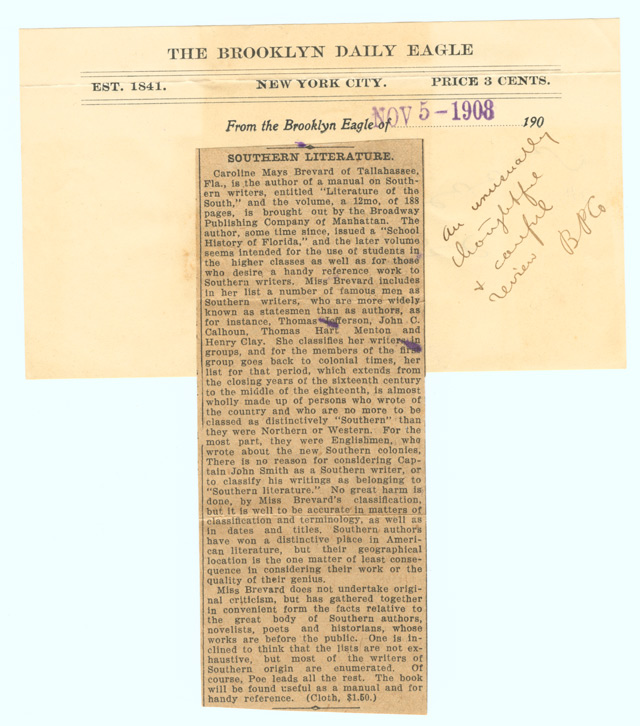 THE BROOKLYN DAILY EAGLE
EST. 1841. NEW YORK CITY. PRICE 3 CENTS.
From the Brooklyn Eagle of NOV 5-1908 190
An unusually
thoughtful
& careful
review BPCo
SOUTHERN LITERATURE.
Caroline Mays Brevard of Tallahassee,
Fla., is the author of a manual on South-
ern writers, entitled "Literature of the
South," and the volume, a 12mo, of 188
pages, is brought out by the Broadway
Publishing Company of Manhattan. The
author, some time since, issued a "School
History of Florida," and the later volume
seems intended for the use of students in
the higher classes as well as for those
who desire a handy reference work to
Southern writers. Miss Brevard includes
in her list a number of famous men as
Southern writers, who are more widely
known as statesmen than as authors, as
for instance, Thomas Jefferson, John C.
Calhoun, Thomas Hart Menton and
Henry Clay. She classifies her writers in
groups, and for the members of the first
group goes back to colonial times, her
list for that period, which extends from
the closing years of the sixteenth century
to the middle of the eighteenth, is almost
wholly made up of persons who wrote of
the country and who are no more to be
classed as distinctively "Southern" than
they were Northern or Western. For the
most part, they were Englishmen, who
wrote about the new Southern colonies,
There is no reason for considering Cap-
tain John Smith as a Southern writer, or
to classify his writings as belonging to
"Southern literature." No great harm is
done, by Miss Brevard's classification,
but it is well to be accurate in matters of
classification and terminology, as well as
in dates and titles. Southern authors
have won a distinctive place in Ameri-
can literature, but their geographical
location is the one matter of least conse-
quence in considering their work or the
quality of their genius.
Miss Brevard does not undertake origi-
nal criticism, but has gathered together
in convenient form the facts relative to
the great body of Southern authors,
novelists, poets and historians, whose
works are before the public. One is in-
clined to think that the lists are not ex-
haustive, but most of the writers of
Southern origin are enumerated. Of
course, Poe leads all the rest. The book
will be found useful as a manual and for
handy reference. (Cloth, $1.50.)